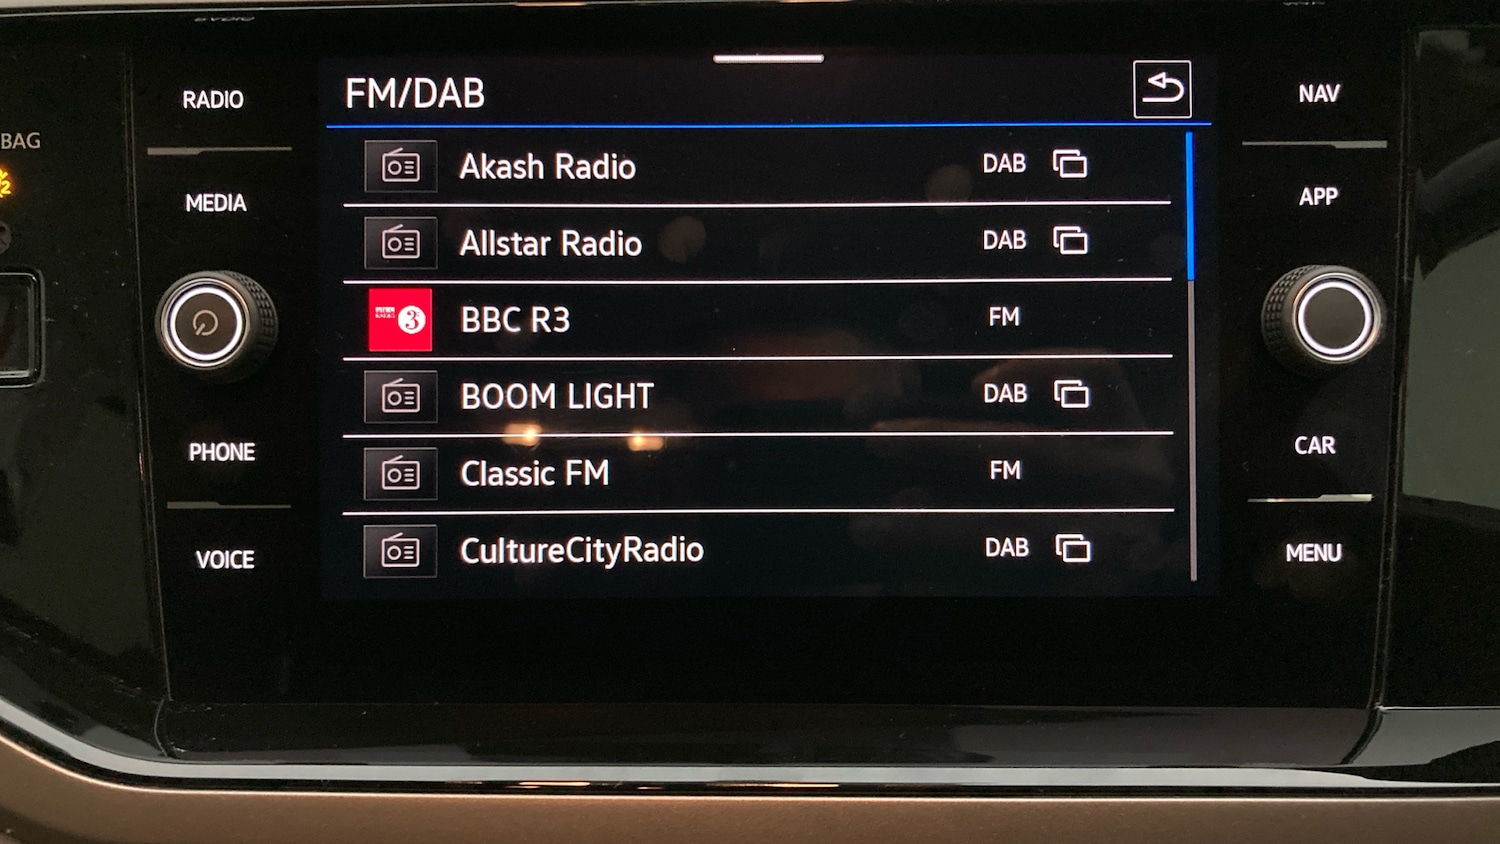 FM/DAB
RADIO
NAV
BAG
Akash Radio DAB
MEDIA
APP
Allstar Radio DAB
3
BBC R3 FM
BOOM LIGHT DAB
PHONE
CAR
Classic FM FM
CultureCityRadio DAB
VOICE
MENU